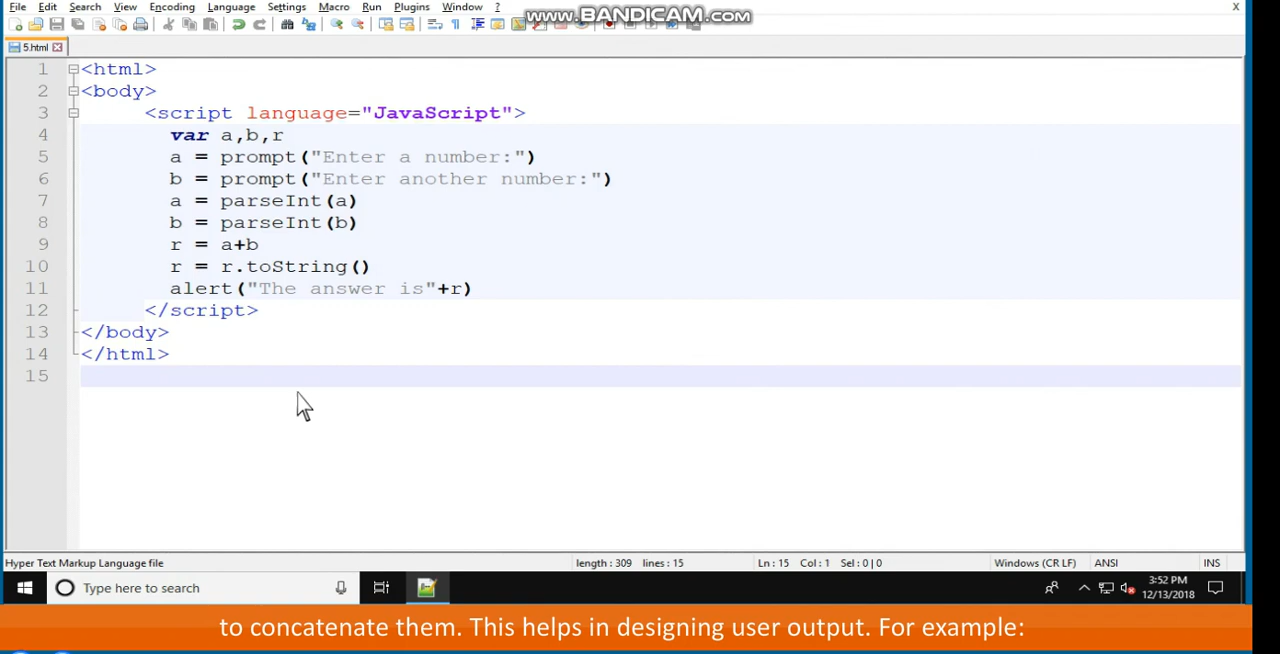 File Edit Search View Encoding Language Settings Macro Run Plugins Window ? X
www.BANDICAM.com
5.html
1 <html>
2 <body>
3 <script language="JavaScript">
4 var a,b,r
5 a = prompt("Enter a number:")
6 b = prompt("Enter another number:")
7 a = parseInt(a)
8 b = parseInt(b)
9 r = a+b
10 r = r.toString()
11 alert("The answer is"+r)
12 </script>
13 </body>
14 </html>
15
Hyper Text Markup Language file length : 309 lines : 15 Ln : 15 Col : 1 Sel : 0 | 0 Windows (CR LF) ANSI INS
Type here to search
3:52 PM
12/13/2018
to concatenate them. This helps in designing user output. For example: